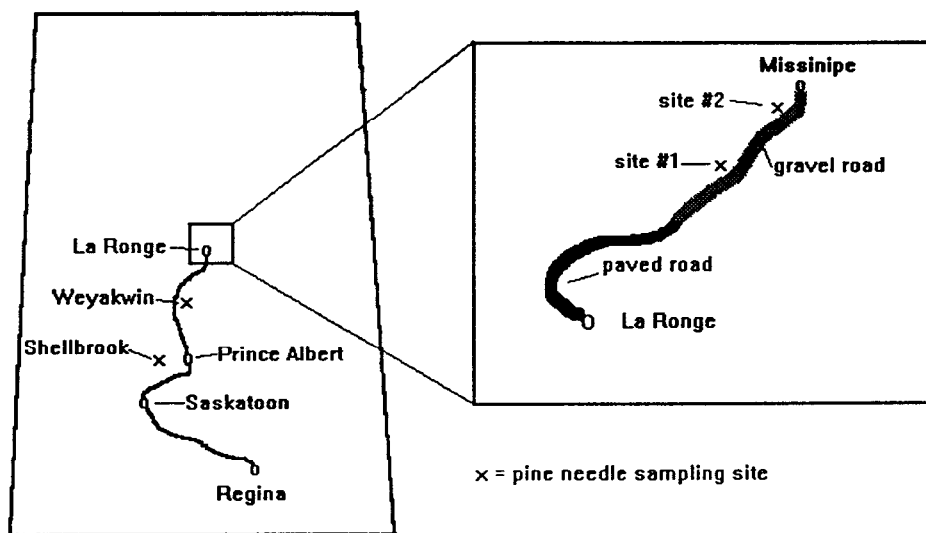 La Ronge
Weyakwin
Shellbrook
Prince Albert
Saskatoon
Regina
Missinipe
site #2
site #1
gravel road
paved road
La Ronge
× = pine needle sampling site